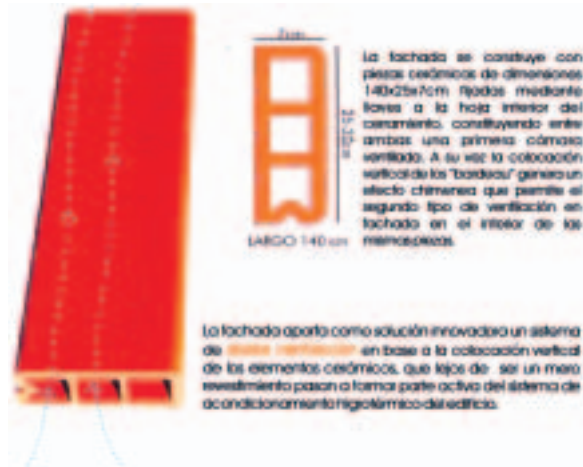 7cm
La fachada se construye con
piezas cerámicas de dimensiones
140x25x7cm fijadas mediante
llaves a la hoja interior de
cerramiento, constituyendo entre
ambas una primera cámara
ventilada. A su vez la colocación
vertical de los "bardeau" genera un
efecto chimenea que permite el
segundo tipo de ventilación en
fachada en el interior de las
mismas piezas.
LARGO 140 cm
La fachada aporta como solución innovadora un sistema
de doble ventilación en base a la colocación vertical
de los elementos cerámicos, que lejos de ser un mero
revestimiento pasan a formar parte activa del sistema de
acondicionamiento higrotérmico del edificio.